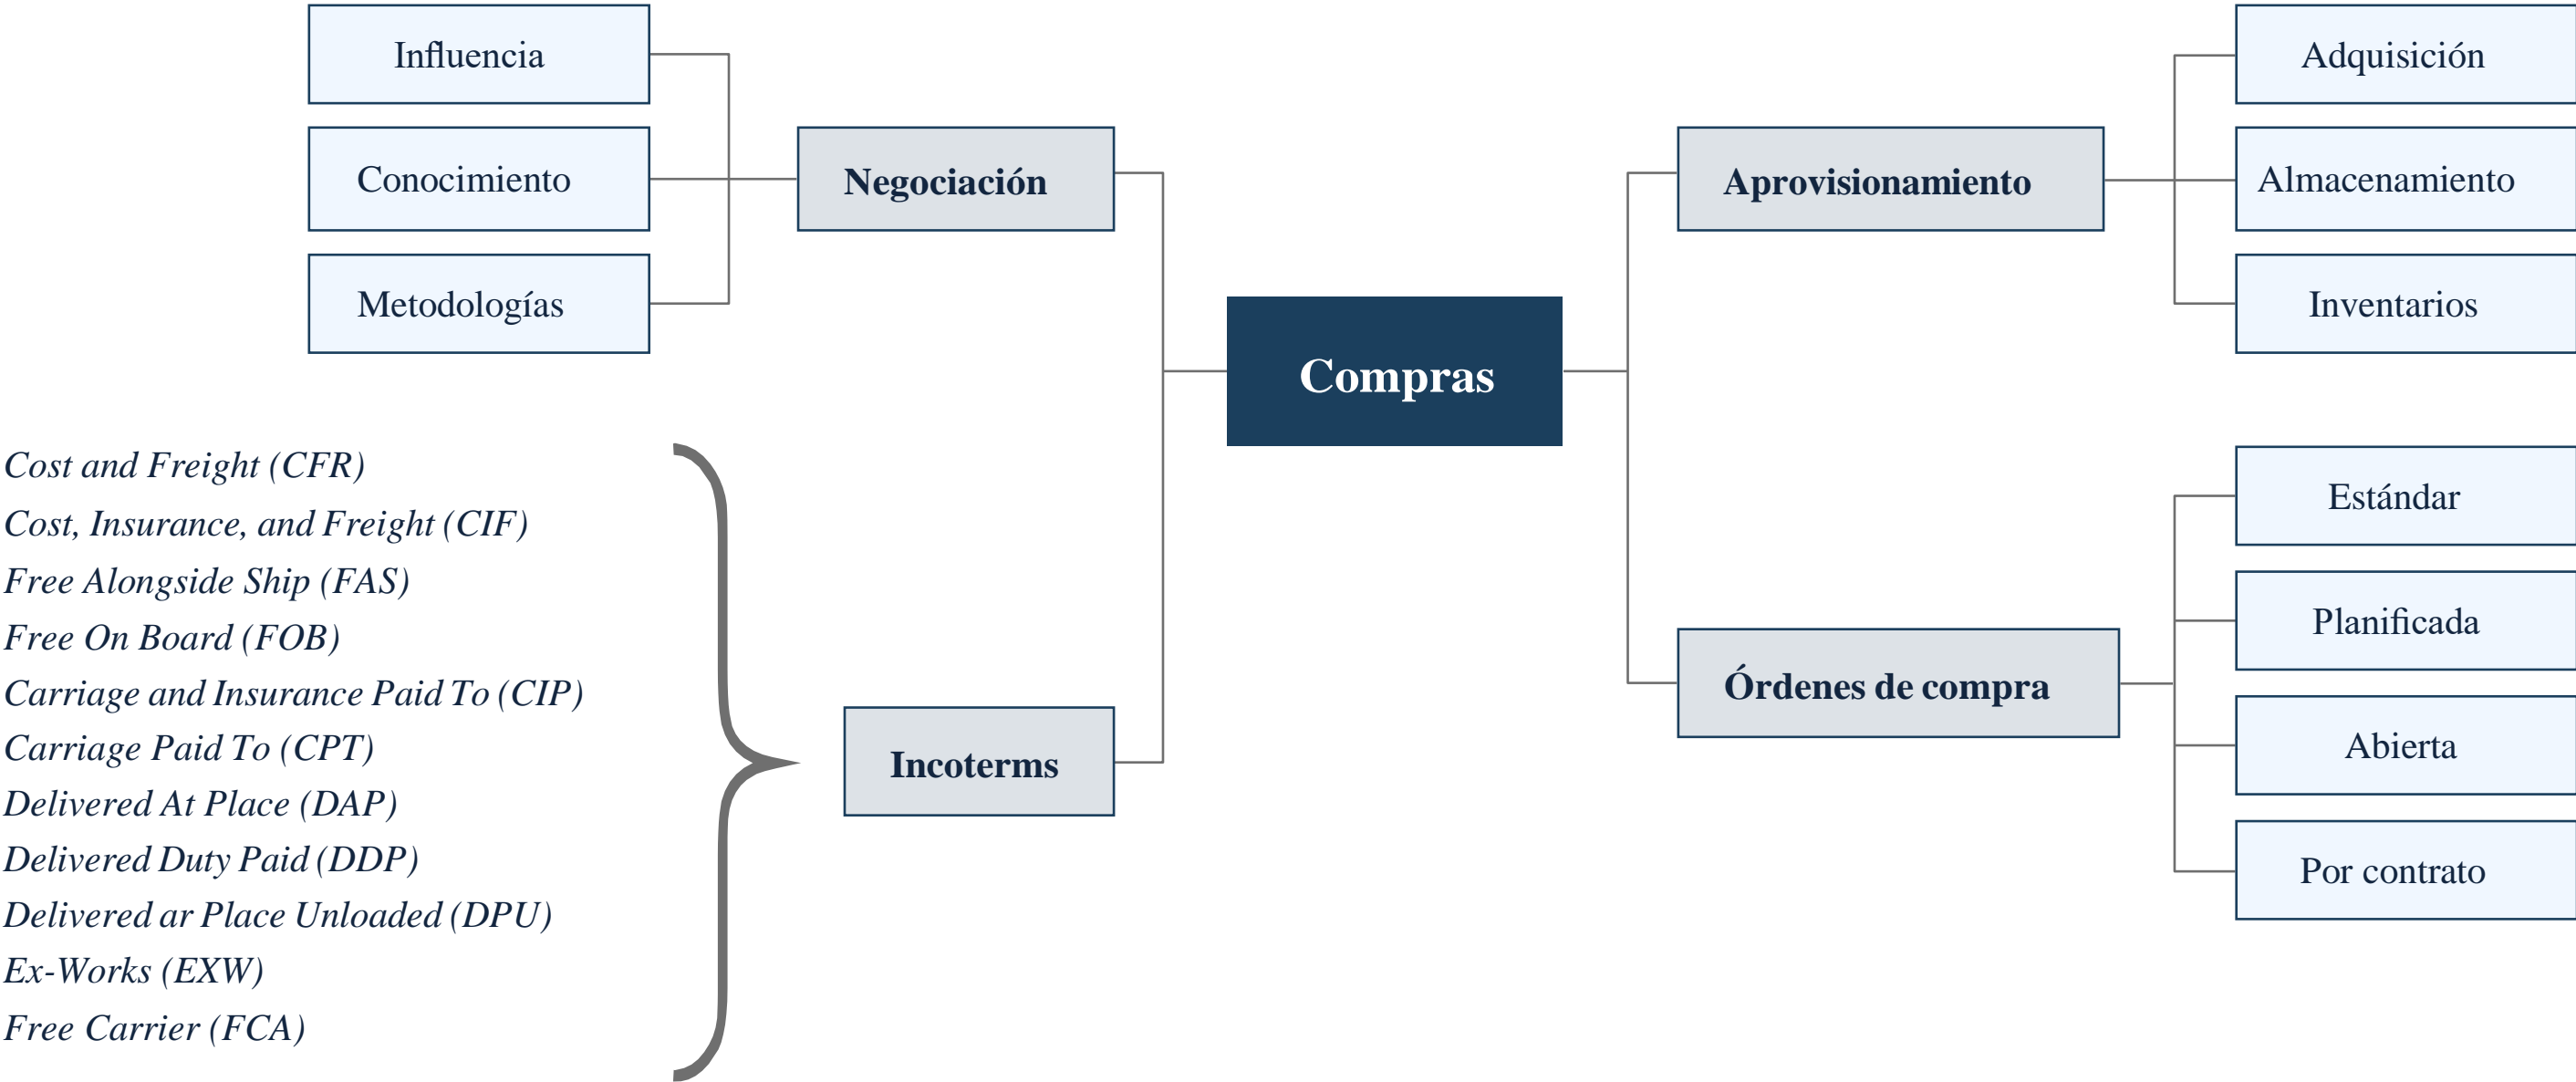 Influencia
Conocimiento
Metodologías
Negociación
Cost and Freight (CFR)
Cost, Insurance, and Freight (CIF)
Free Alongside Ship (FAS)
Free On Board (FOB)
Carriage and Insurance Paid To (CIP)
Carriage Paid To (CPT)
Delivered At Place (DAP)
Delivered Duty Paid (DDP)
Delivered ar Place Unloaded (DPU)
Ex-Works (EXW)
Free Carrier (FCA)
Incoterms
Compras
Aprovisionamiento
Adquisición
Almacenamiento
Inventarios
Órdenes de compra
Estándar
Planificada
Abierta
Por contrato